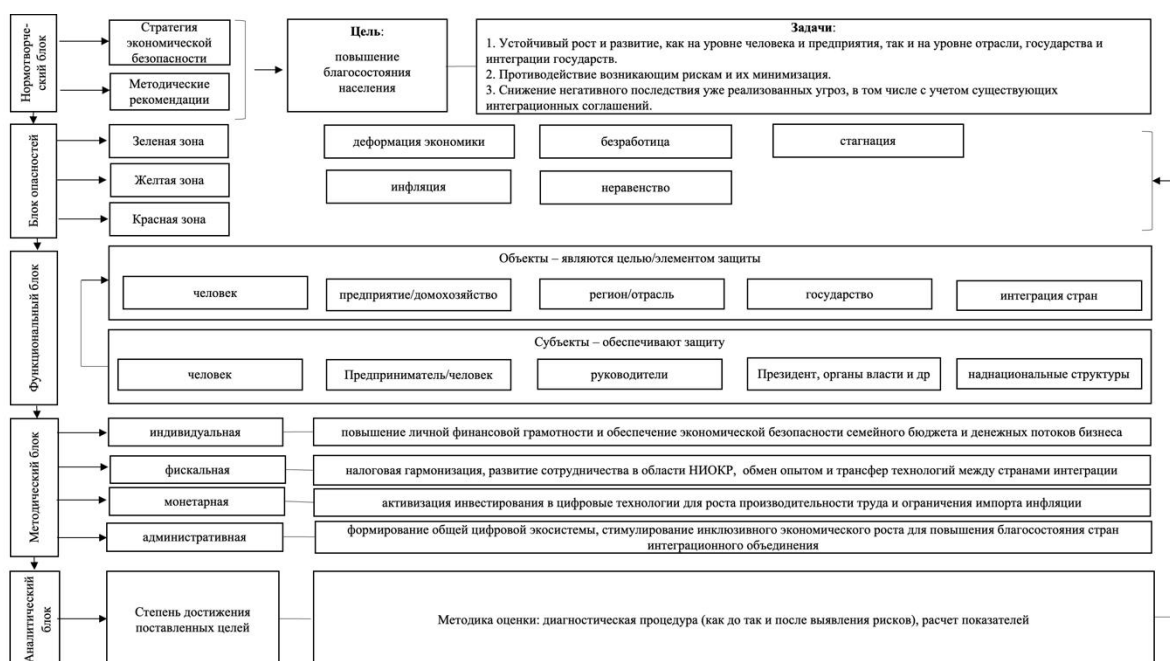 Нормотворче-
ский блок
Стратегия
экономической
безопасности
Методические
рекомендации
Цель:
повышение
благосостояния
населения
Задачи:
1. Устойчивый рост и развитие, как на уровне человека и предприятия, так и на уровне отрасли, государства и
интеграции государств.
2. Противодействие возникающим рискам и их минимизация.
3. Снижение негативного последствия уже реализованных угроз, в том числе с учетом существующих
интеграционных соглашений.
Блок опасностей
Зеленая зона
Желтая зона
Красная зона
деформация экономики
безработица
стагнация
инфляция
неравенство
Функциональный блок
Объекты – являются целью/элементом защиты
человек
предприятие/домохозяйство
регион/отрасль
государство
интеграция стран
Субъекты – обеспечивают защиту
человек
Предприниматель/человек
руководители
Президент, органы власти и др
наднациональные структуры
Методический блок
индивидуальная
повышение личной финансовой грамотности и обеспечение экономической безопасности семейного бюджета и денежных потоков бизнеса
фискальная
налоговая гармонизация, развитие сотрудничества в области НИОКР, обмен опытом и трансфер технологий между странами интеграции
монетарная
активизация инвестирования в цифровые технологии для роста производительности труда и ограничения импорта инфляции
административная
формирование общей цифровой экосистемы, стимулирование инклюзивного экономического роста для повышения благосостояния стран
интеграционного объединения
Аналитический
блок
Степень достижения
поставленных целей
Методика оценки: диагностическая процедура (как до так и после выявления рисков), расчет показателей